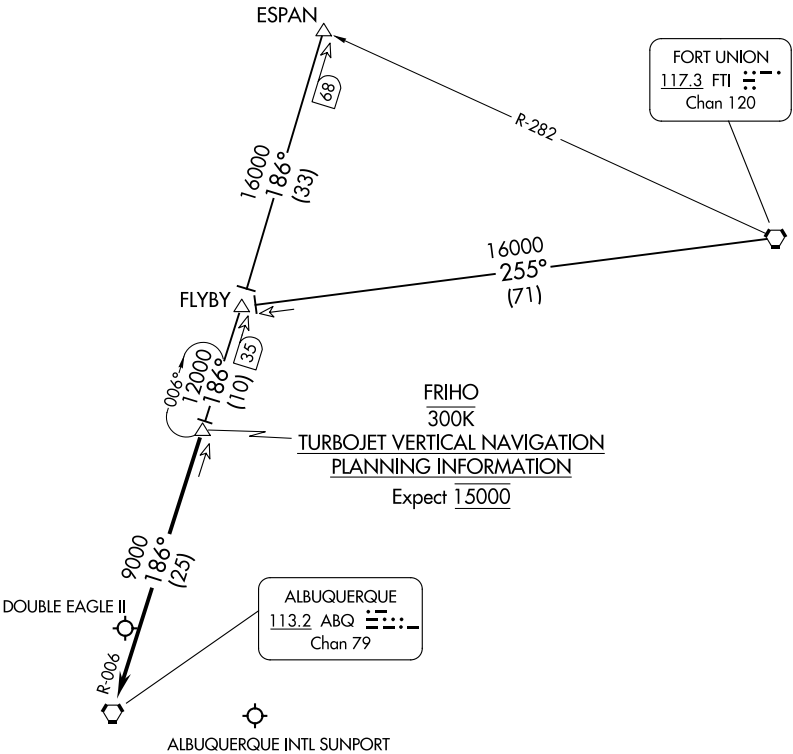 ESPAN
FORT UNION
117.3 FTI
Chan 120
68
R-282
16000
186°
(33)
16000
255°
(71)
FLYBY
35
12000
186°
(10)
006°
FRIHO
300K
TURBOJET VERTICAL NAVIGATION
PLANNING INFORMATION
Expect 15000
9000
186°
(25)
DOUBLE EAGLE II
ALBUQUERQUE
113.2 ABQ
Chan 79
R-006
ALBUQUERQUE INTL SUNPORT